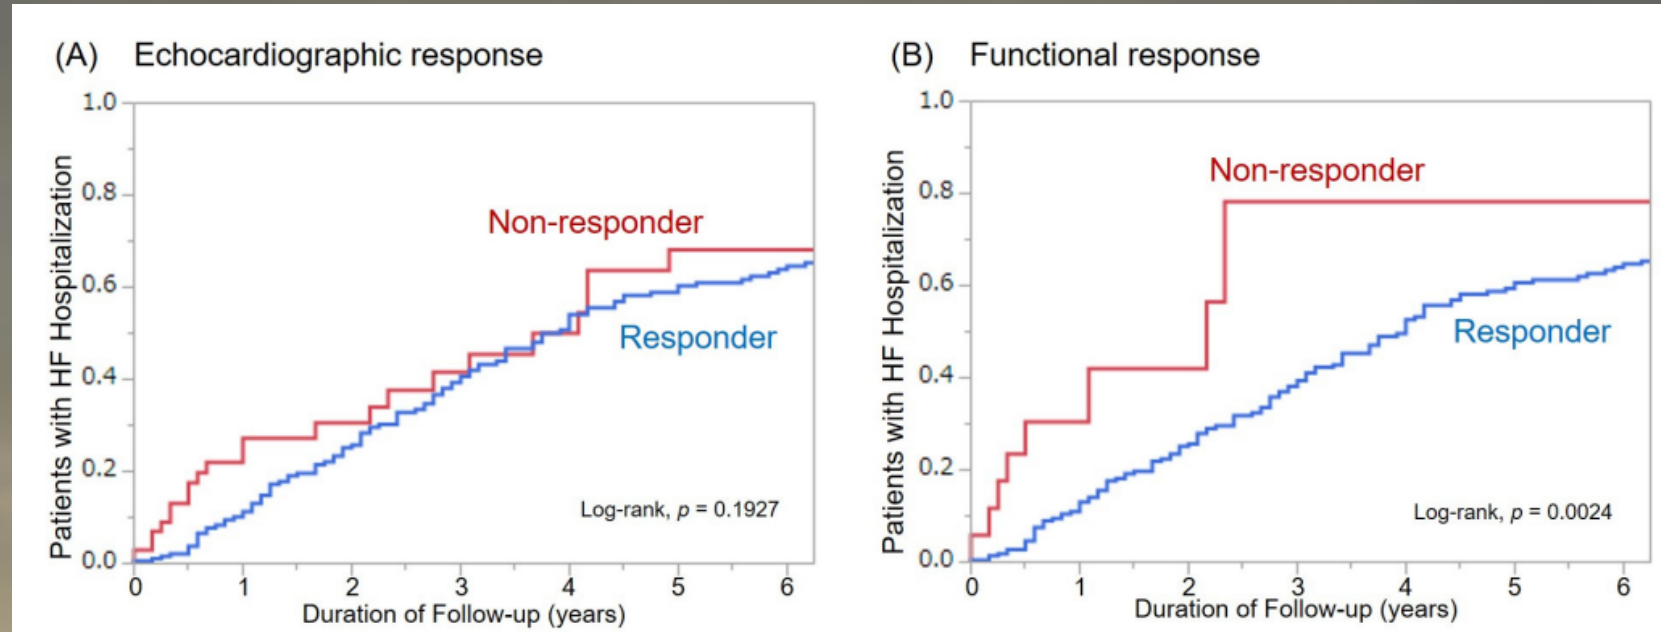 (A) Echocardiographic response
1.0
0.8
0.6
0.4
0.2
0.0
Patients with HF Hospitalization
Non-responder
Responder
Log-rank, p = 0.1927
0 1 2 3 4 5 6
Duration of Follow-up (years)
(B) Functional response
1.0
0.8
0.6
0.4
0.2
0.0
Patients with HF Hospitalization
Non-responder
Responder
Log-rank, p = 0.0024
0 1 2 3 4 5 6
Duration of Follow-up (years)